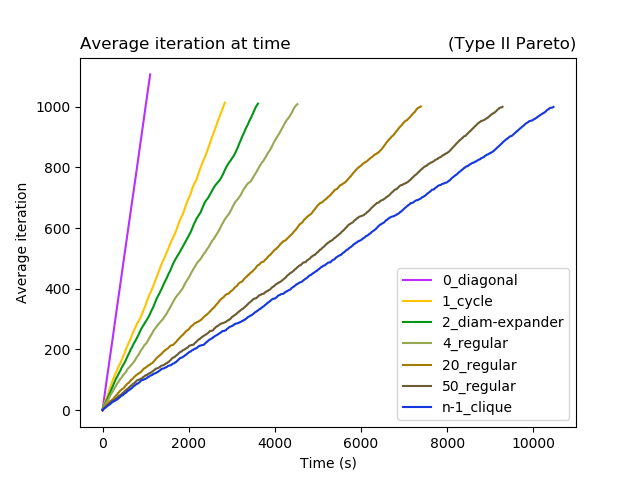 Average iteration at time (Type II Pareto)
Average iteration
1000
800
600
400
200
0
0 2000 4000 6000 8000 10000
Time (s)
0_diagonal
1_cycle
2_diam-expander
4_regular
20_regular
50_regular
n-1_clique